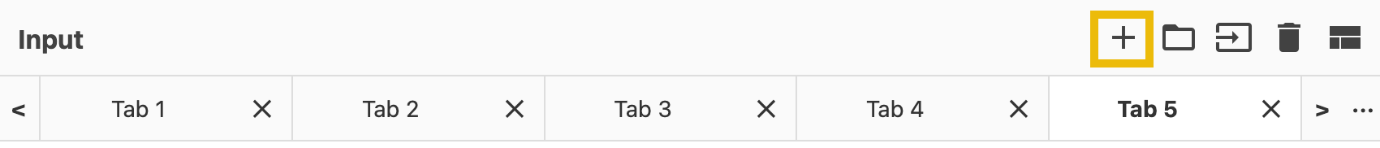 Input
< Tab 1 × Tab 2 × Tab 3 × Tab 4 × Tab 5 × > ...